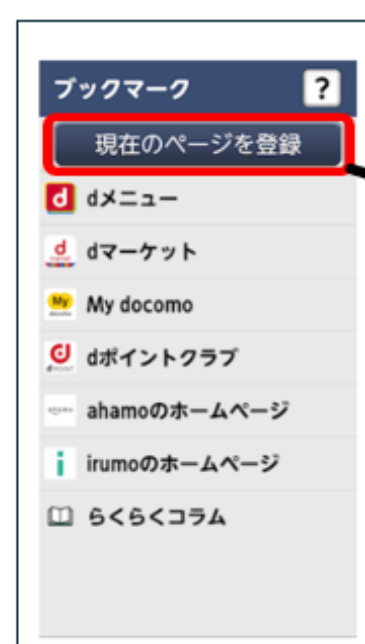 ブックマーク ?
現在のページを登録
d dメニュー
d dマーケット
My My docomo
d dポイントクラブ
ahamoのホームページ
i irumoのホームページ
らくらくコラム